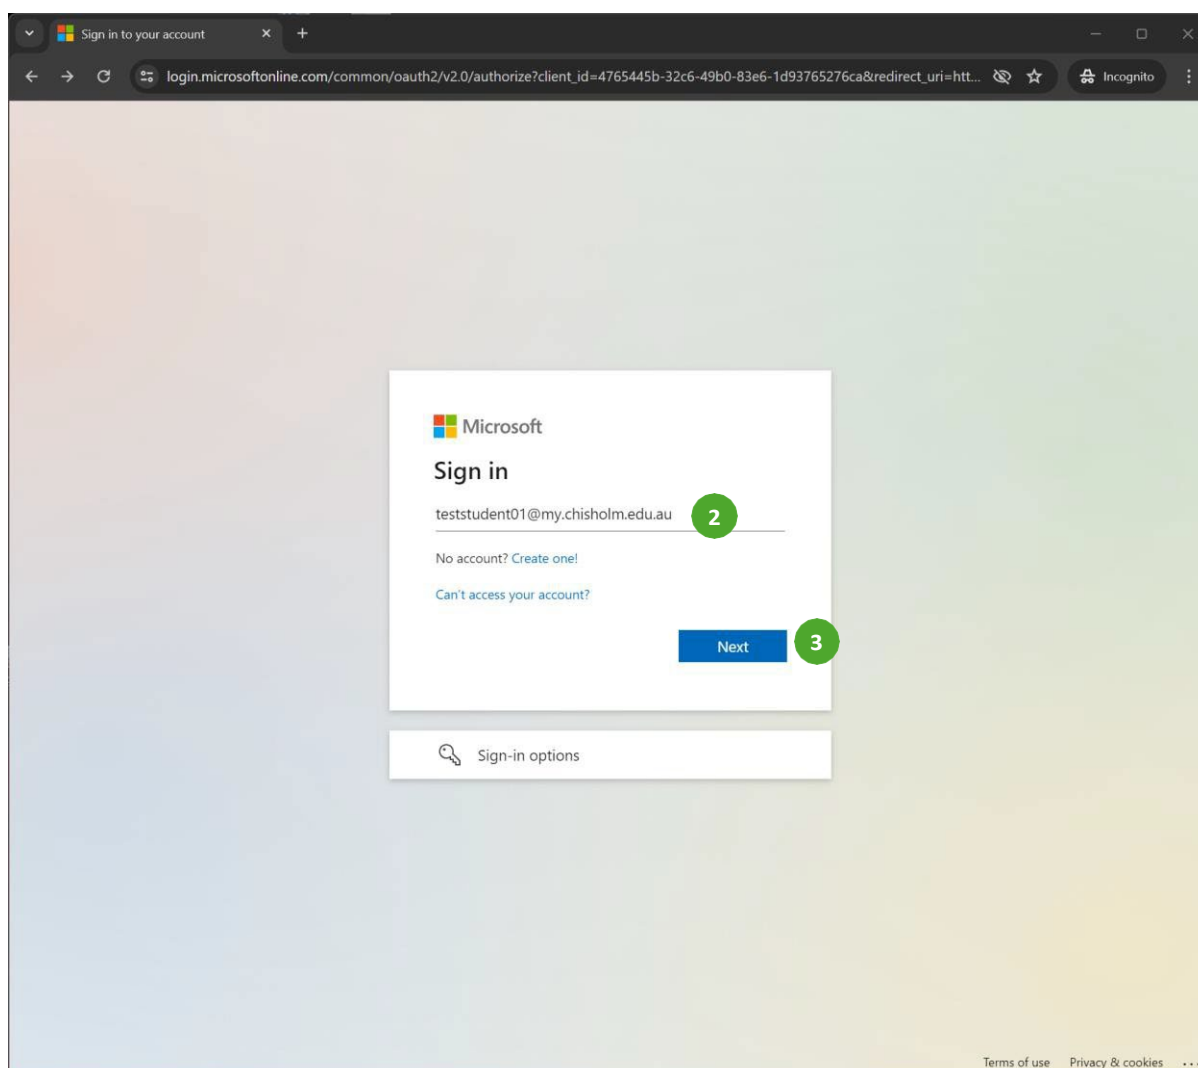 Sign in to your account
login.microsoftonline.com/common/oauth2/v2.0/authorize?client_id=4765445b-32c6-49b0-83e6-1d93765276ca&redirect_uri=htt...
Incognito
Microsoft
Sign in
teststudent01@my.chisholm.edu.au 2
No account? Create one!
Can't access your account?
Next 3
Sign-in options
Terms of use Privacy & cookies ...